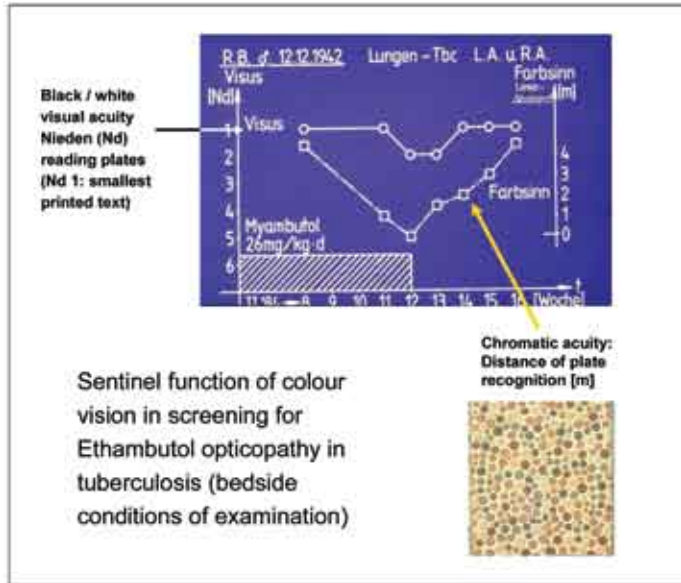 R.B. ♂ 12.12.1942 Lungen-Tbc L.A. u. R.A.
Visus
[Nd]
Farbsinn
[m]
Black / white
visual acuity
Nieden (Nd)
reading plates
(Nd 1: smallest
printed text)
Visus
1
2
3
4
5
6
4
3
2
1
0
Farbsinn
Myambutol
26mg/kg·d
t
8 9 10 11 12 13 14 15 16 [Woche]
Chromatic acuity:
Distance of plate
recognition [m]
Sentinel function of colour
vision in screening for
Ethambutol opticopathy in
tuberculosis (bedside
conditions of examination)